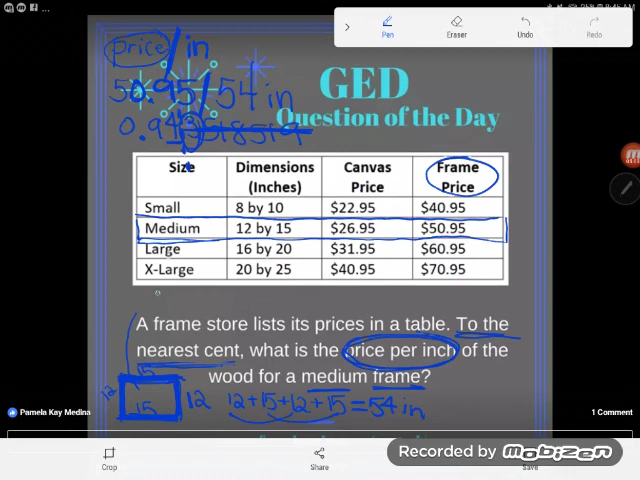 Pen
Eraser
Undo
Redo
price/in
50.95/54 in
GED
Question of the Day
Size Dimensions (Inches) Canvas Price Frame Price
Small 8 by 10 $22.95 $40.95
Medium 12 by 15 $26.95 $50.95
Large 16 by 20 $31.95 $60.95
X-Large 20 by 25 $40.95 $70.95
A frame store lists its prices in a table. To the
nearest cent, what is the price per inch of the
wood for a medium frame?
15
12 15 12 12+15+12+15=54 in
Pamela Kay Medina 1 Comment
Crop
Share
Save
Recorded by Mobizen